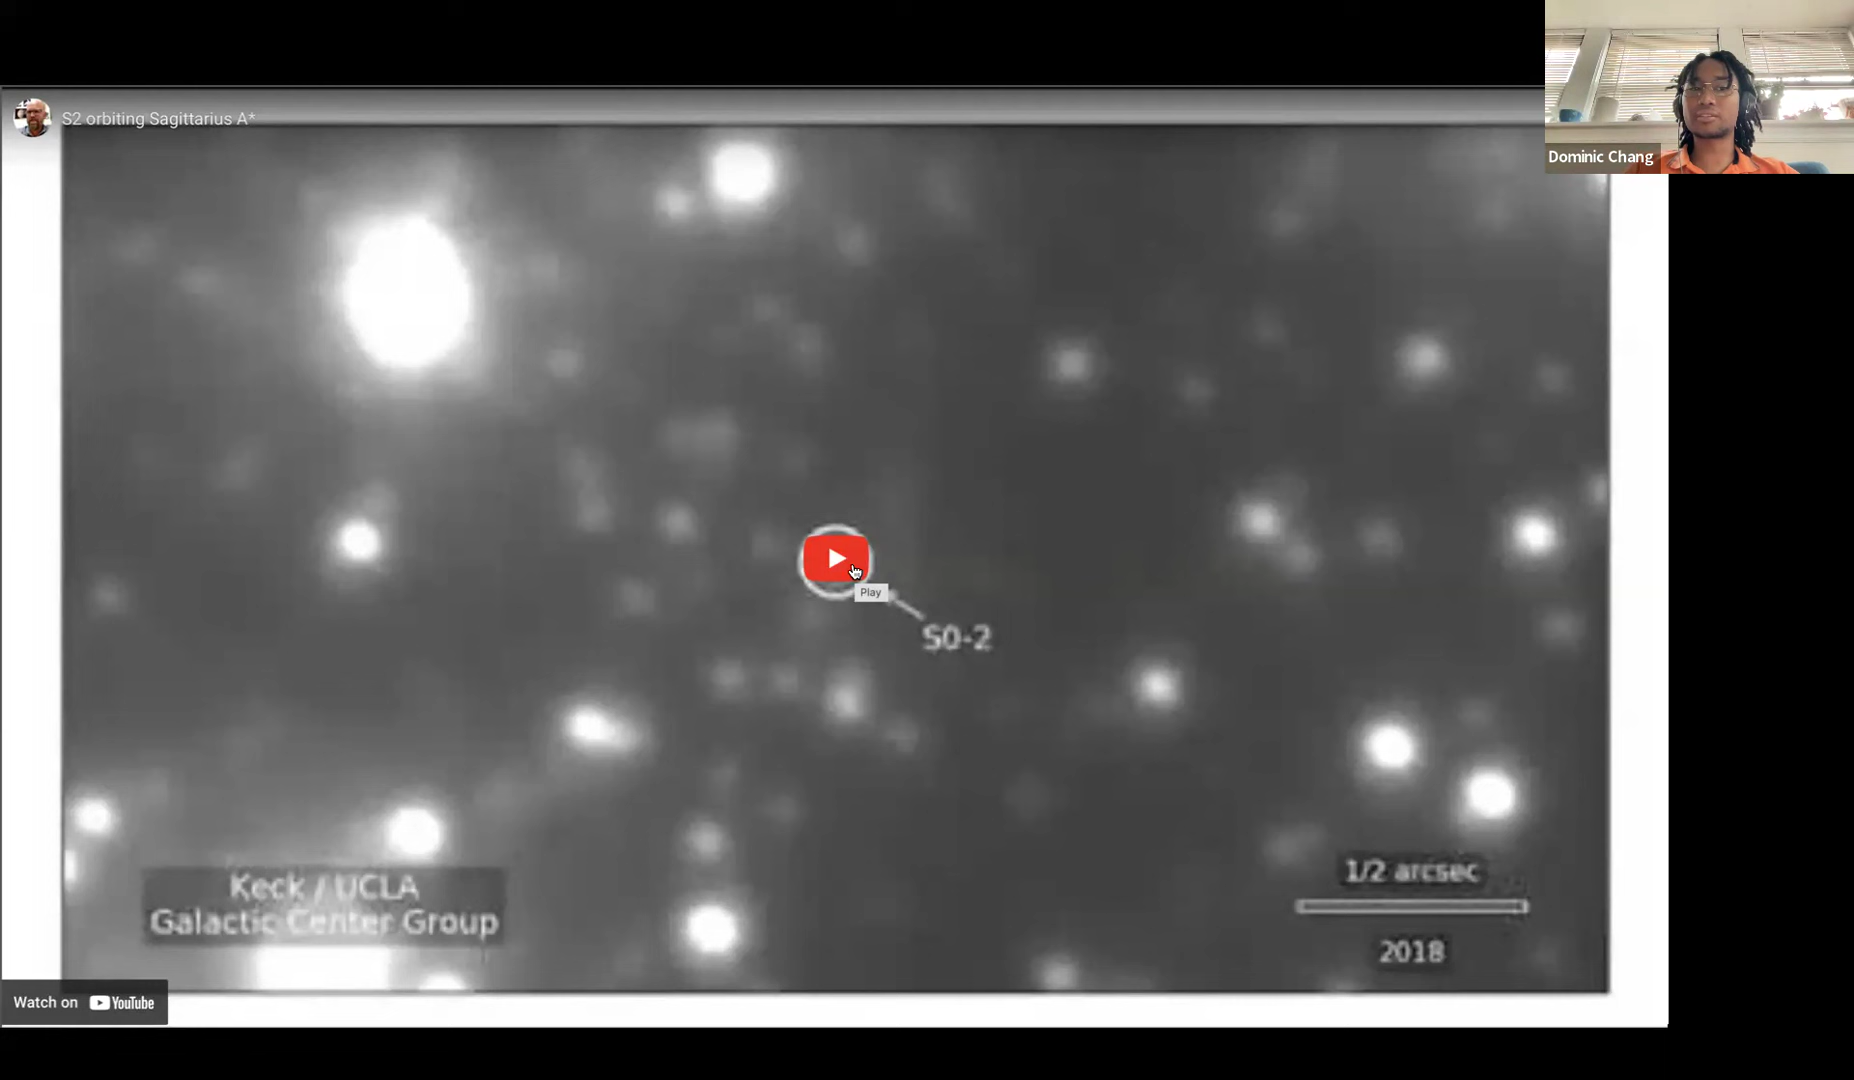 S2 orbiting Sagittarius A*
Dominic Chang
Play
S0-2
Keck / UCLA
Galactic Center Group
1/2 arcsec
2018
Watch on YouTube